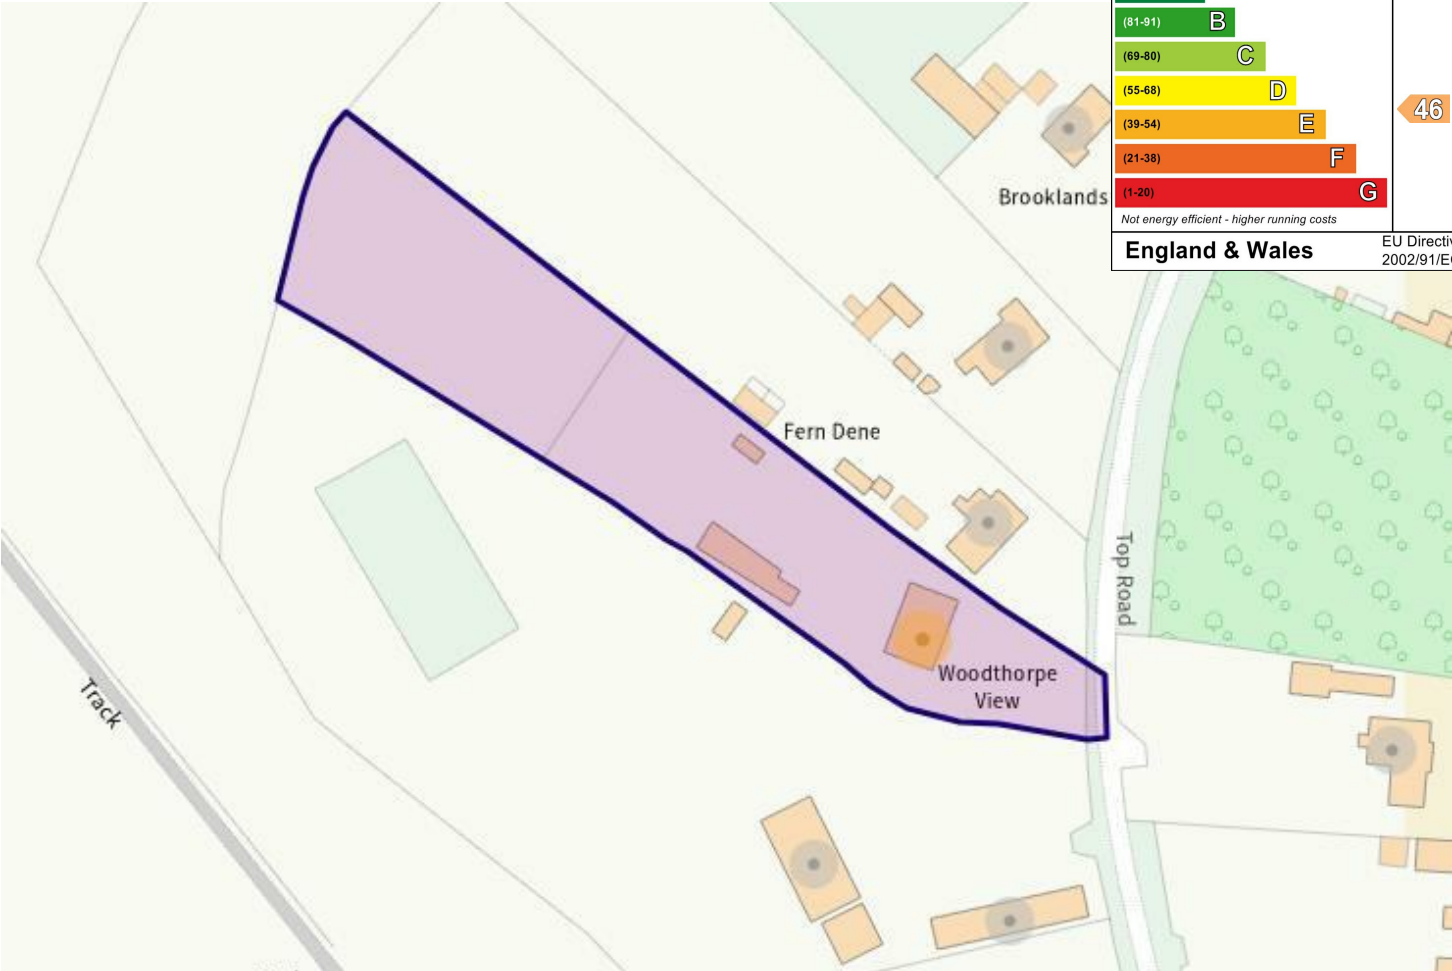 (81-91) B
(69-80) C
(55-68) D
(39-54) E
(21-38) F
(1-20) G
46
Not energy efficient - higher running costs
England & Wales
EU Directiv
2002/91/E
Brooklands
Fern Dene
Top Road
Woodthorpe
View
Track